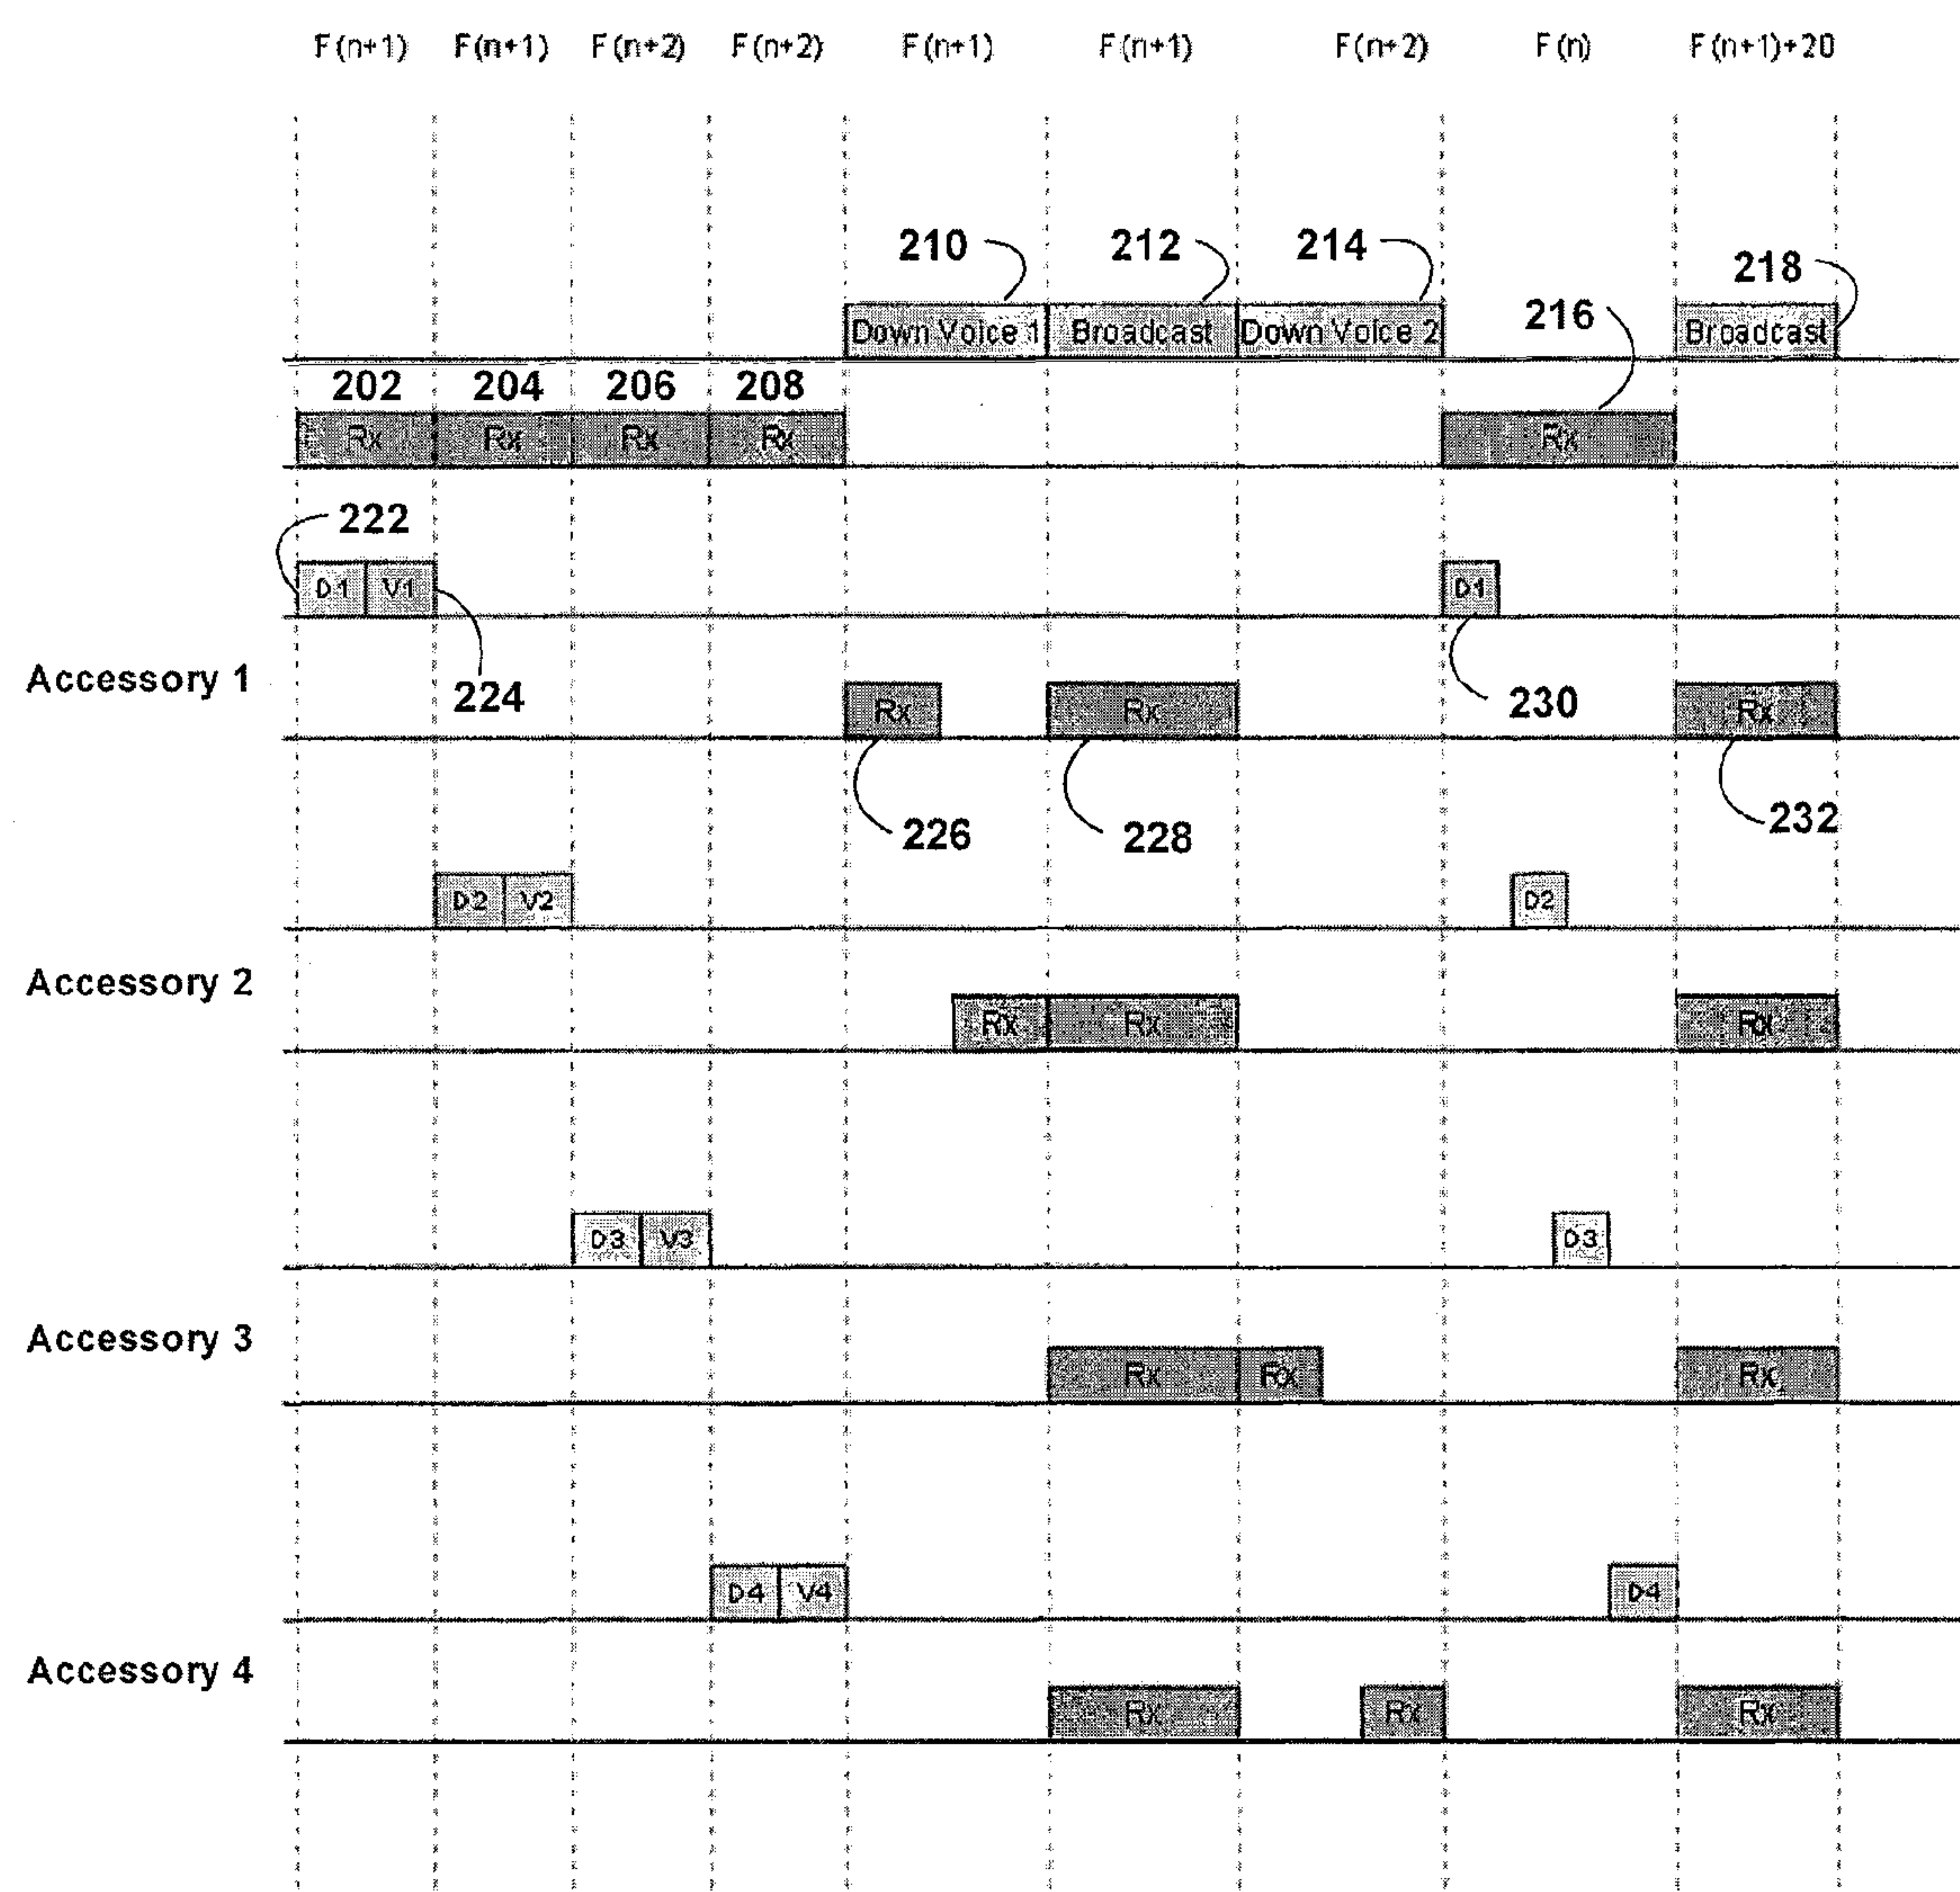 F(n+1) F(n+1) F(n+2) F(n+2) F(n+1) F(n+1) F(n+2) F(n) F(n+1)+20
210 212 214 218
216
Down Voice 1 Broadcast Down Voice 2 Broadcast
202 204 206 208
Rx Rx Rx Rx Rx
222
D1 V1 D1
Accessory 1 224 230
Rx Rx Rx
226 228 232
D2 V2 D2
Accessory 2
Rx Rx Rx
D3 V3 D3
Accessory 3
Rx Rx Rx
D4 V4 D4
Accessory 4
Rx Rx Rx